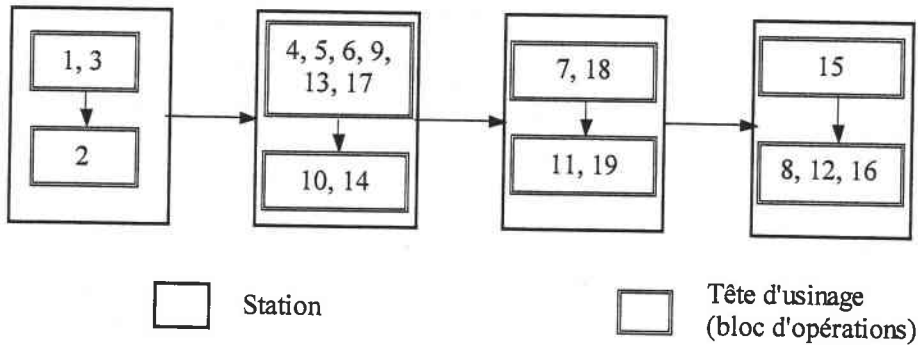 1, 3
2
4, 5, 6, 9,
13, 17
10, 14
7, 18
11, 19
15
8, 12, 16
Station
Tête d'usinage
(bloc d'opérations)